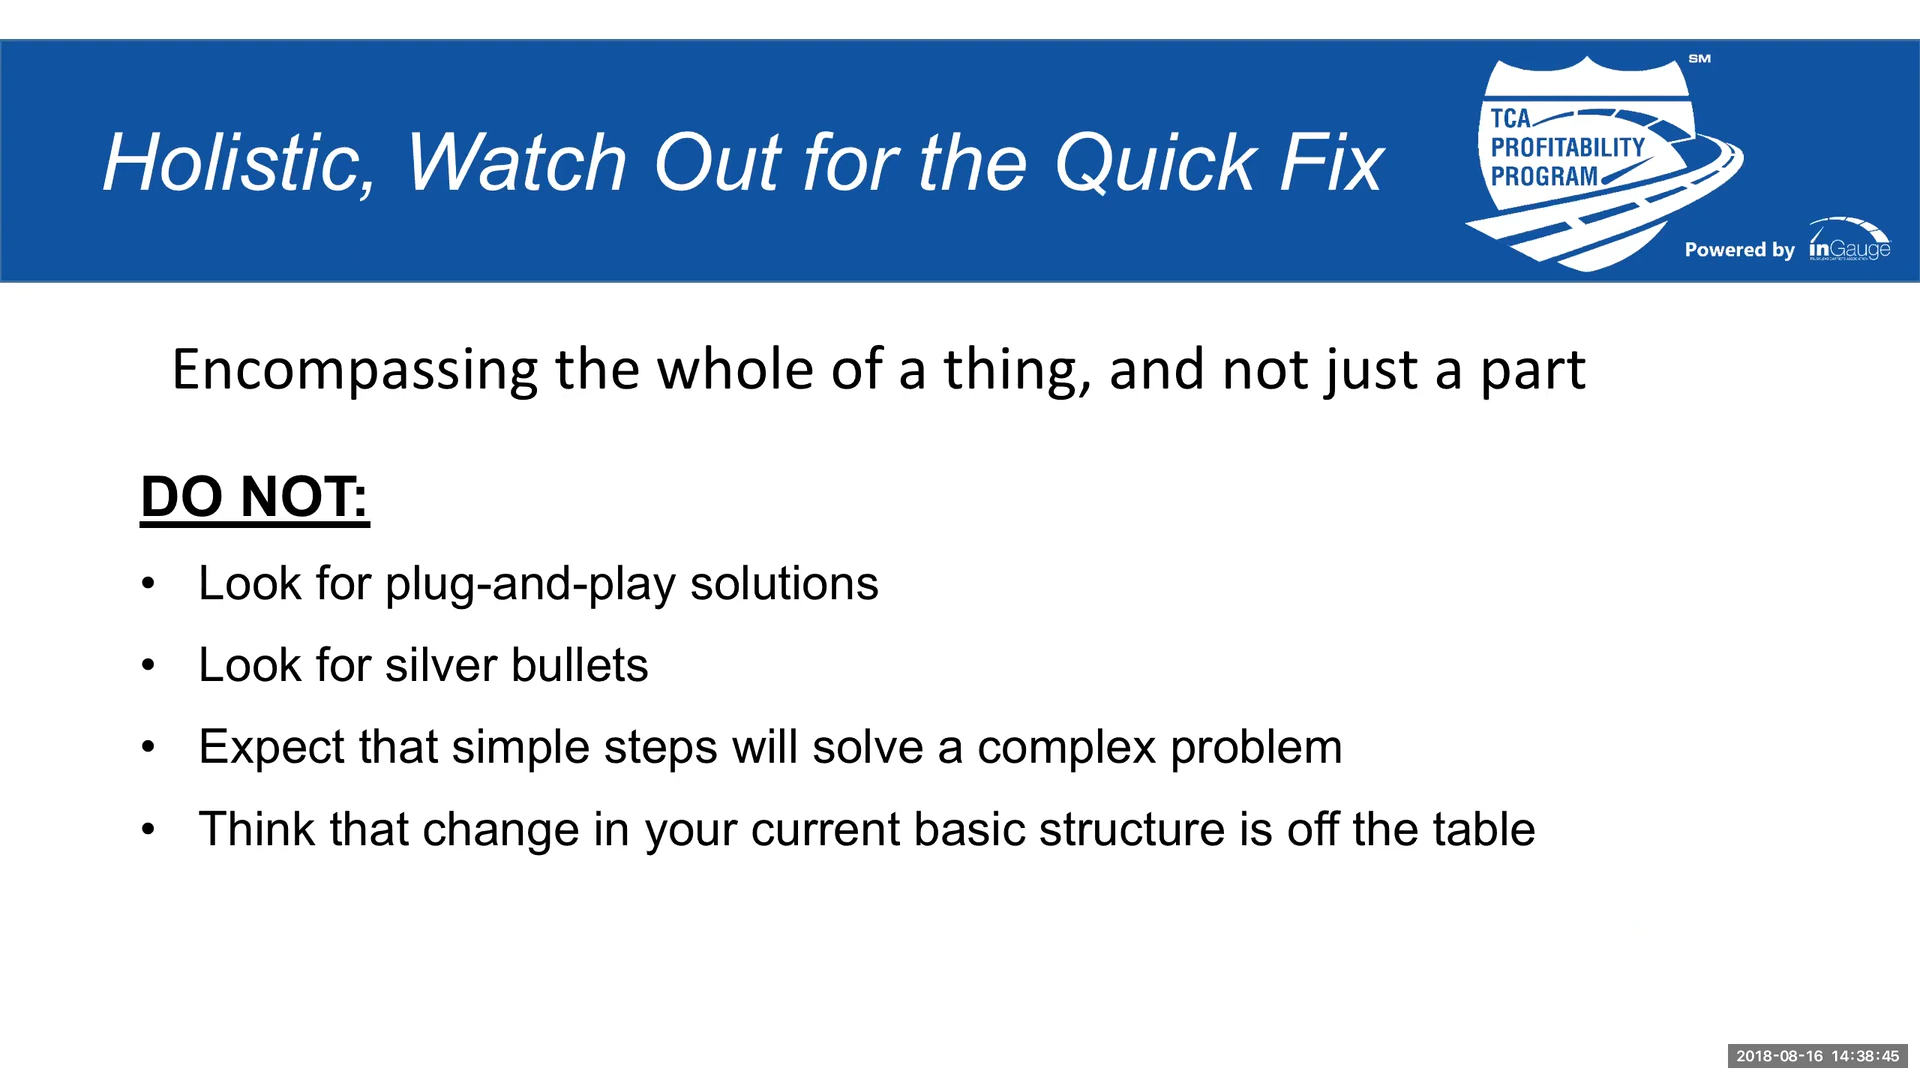 Holistic, Watch Out for the Quick Fix
SM
TCA
PROFITABILITY
PROGRAM
Powered by inGauge
Encompassing the whole of a thing, and not just a part
DO NOT:
• Look for plug-and-play solutions
• Look for silver bullets
• Expect that simple steps will solve a complex problem
• Think that change in your current basic structure is off the table
2018-08-16 14:38:45